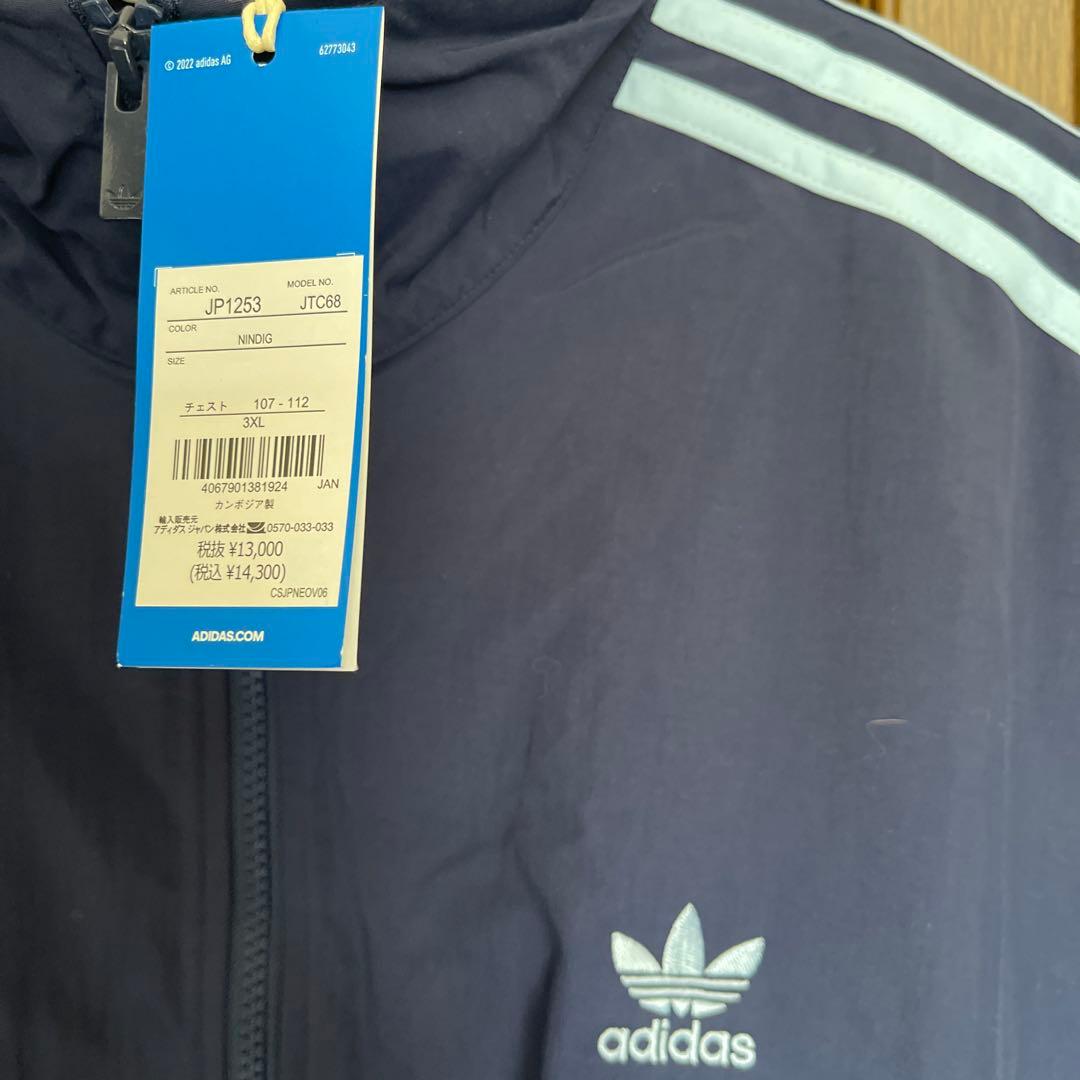 © 2022 adidas AG
62773043
ARTICLE NO.
MODEL NO.
JP1253
JTC68
COLOR
NINDIG
SIZE
チェスト 107 - 112
3XL
4067901381924 JAN
カンボジア製
輸入販売元
アディダス ジャパン株式会社 0570-033-033
税抜 ¥13,000
(税込 ¥14,300)
CSJPNEOV06
ADIDAS.COM
adidas